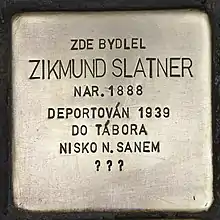 ZDE BYDLEL
ZIKMUND SLATNER
NAR. 1888
DEPORTOVÁN 1939
DO TÁBORA
NISKO N. SANEM
? ? ?